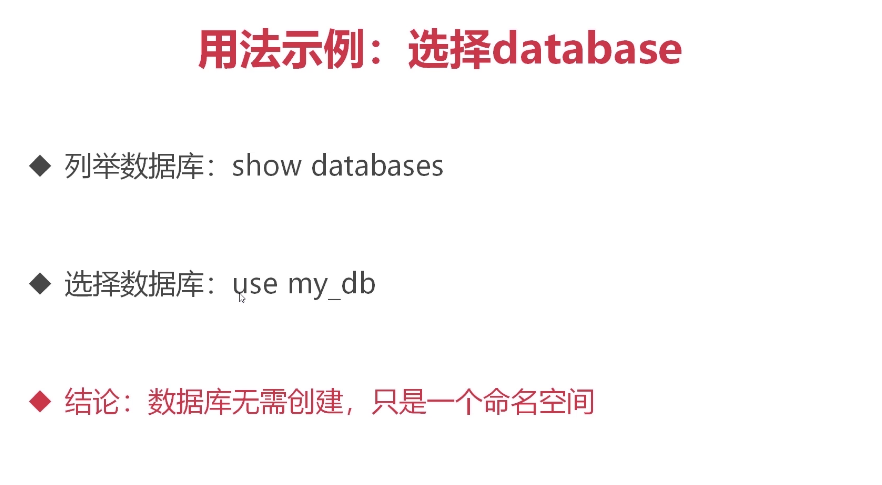 用法示例：选择database
列举数据库：show databases
选择数据库：use my_db
结论：数据库无需创建，只是一个命名空间